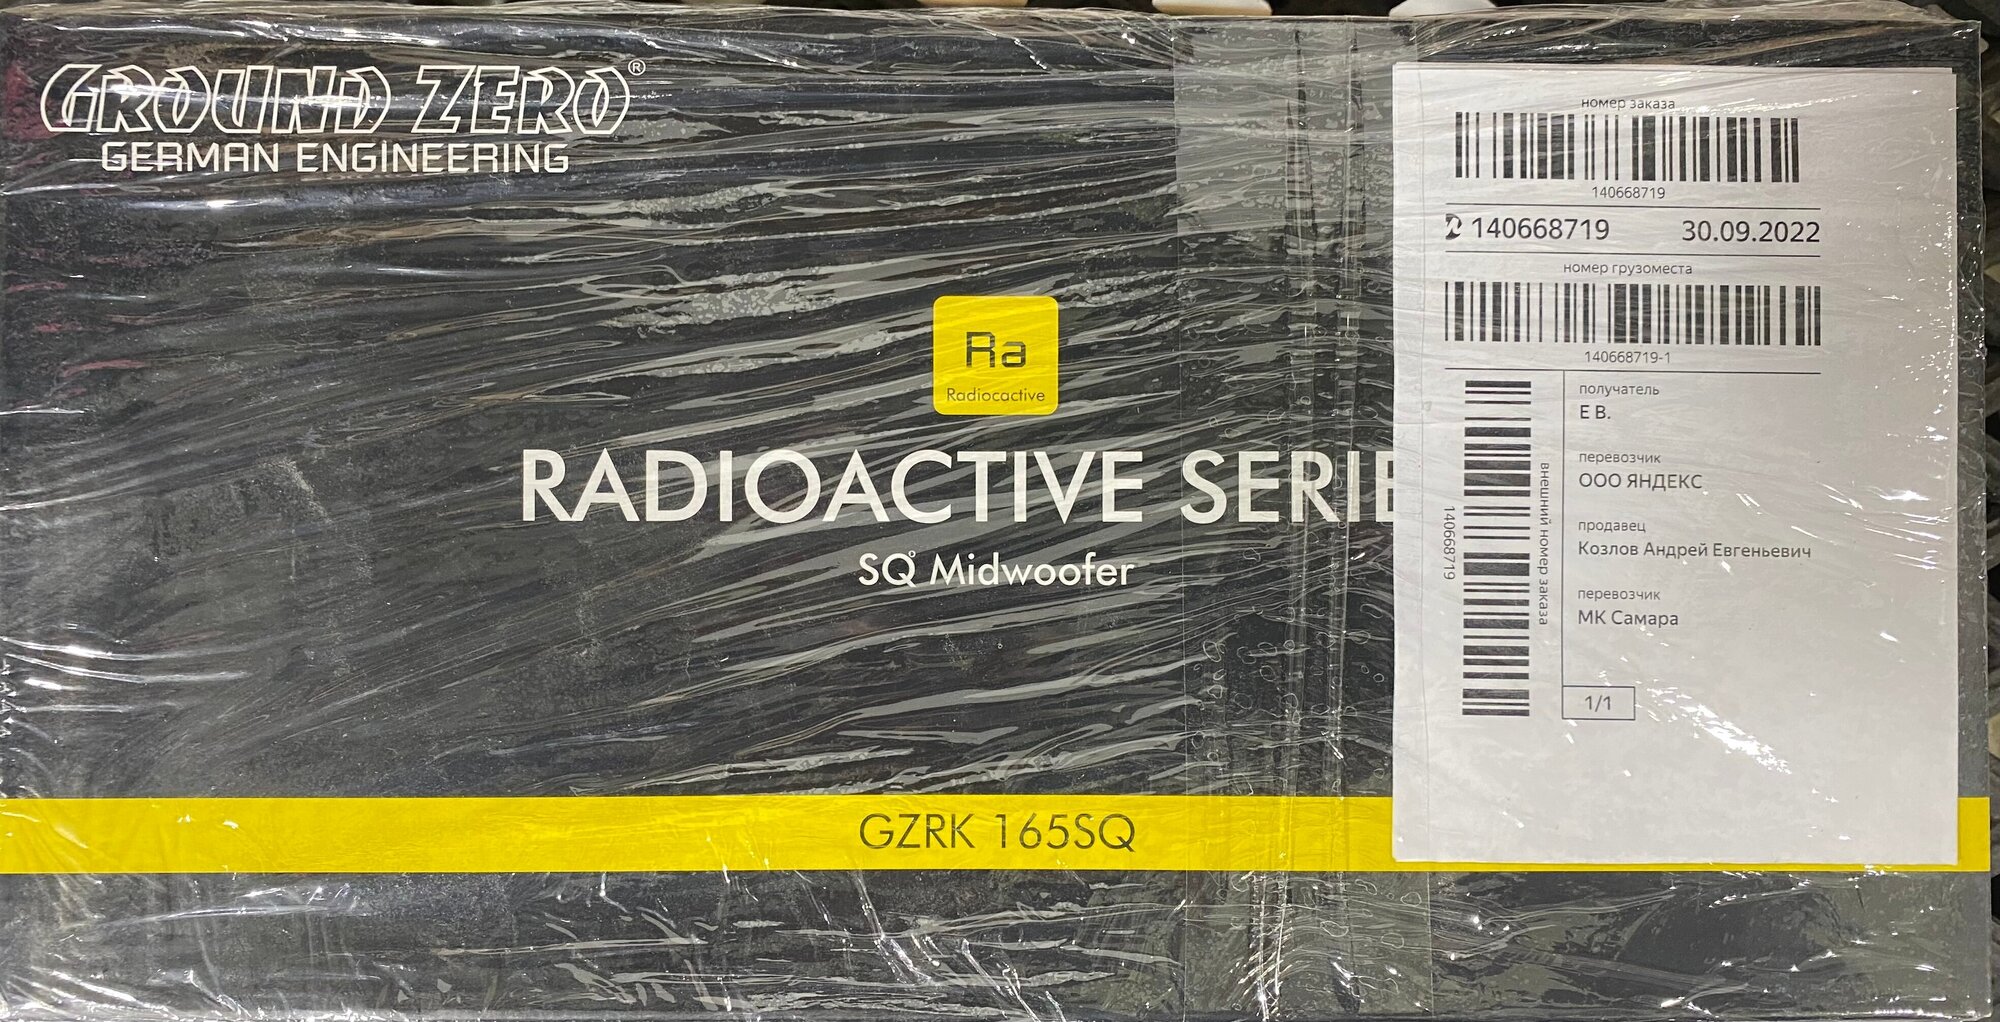 GROUND ZERO®
GERMAN ENGINEERING
Ra
Radiocactive
RADIOACTIVE SERIE
SQ Midwoofer
GZRK 165SQ
номер заказа
140668719
140668719 30.09.2022
номер грузоместа
140668719-1
140668719
внешний номер заказа
получатель
Е В.
перевозчик
ООО ЯНДЕКС
продавец
Козлов Андрей Евгеньевич
перевозчик
МК Самара
1/1